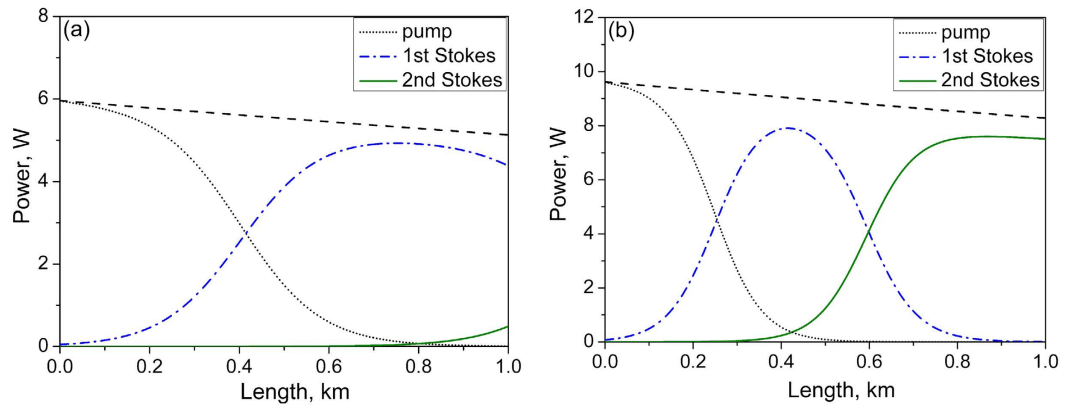 (a)
pump
1st Stokes
2nd Stokes
8
6
4
2
0
Power, W
0.0 0.2 0.4 0.6 0.8 1.0
Length, km
(b)
pump
1st Stokes
2nd Stokes
12
10
8
6
4
2
0
Power, W
0.0 0.2 0.4 0.6 0.8 1.0
Length, km